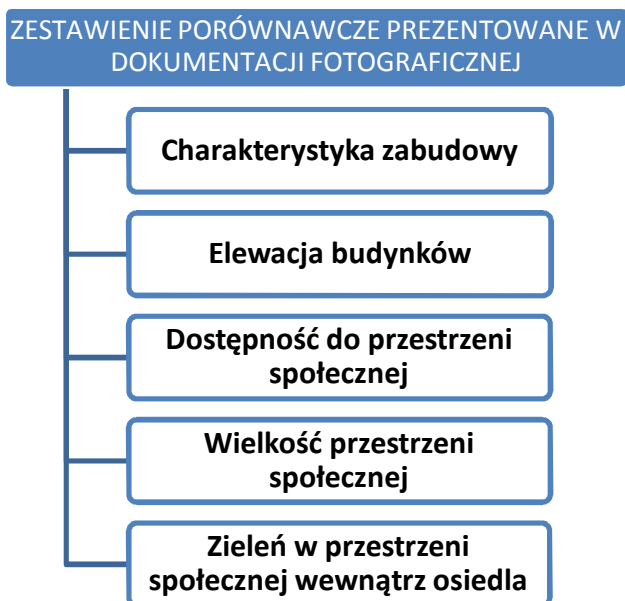 ZESTAWIENIE PORÓWNAWCZE PREZENTOWANE W
DOKUMENTACJI FOTOGRAFICZNEJ
Charakterystyka zabudowy
Elewacja budynków
Dostępność do przestrzeni
społecznej
Wielkość przestrzeni
społecznej
Zieleń w przestrzeni
społecznej wewnątrz osiedla